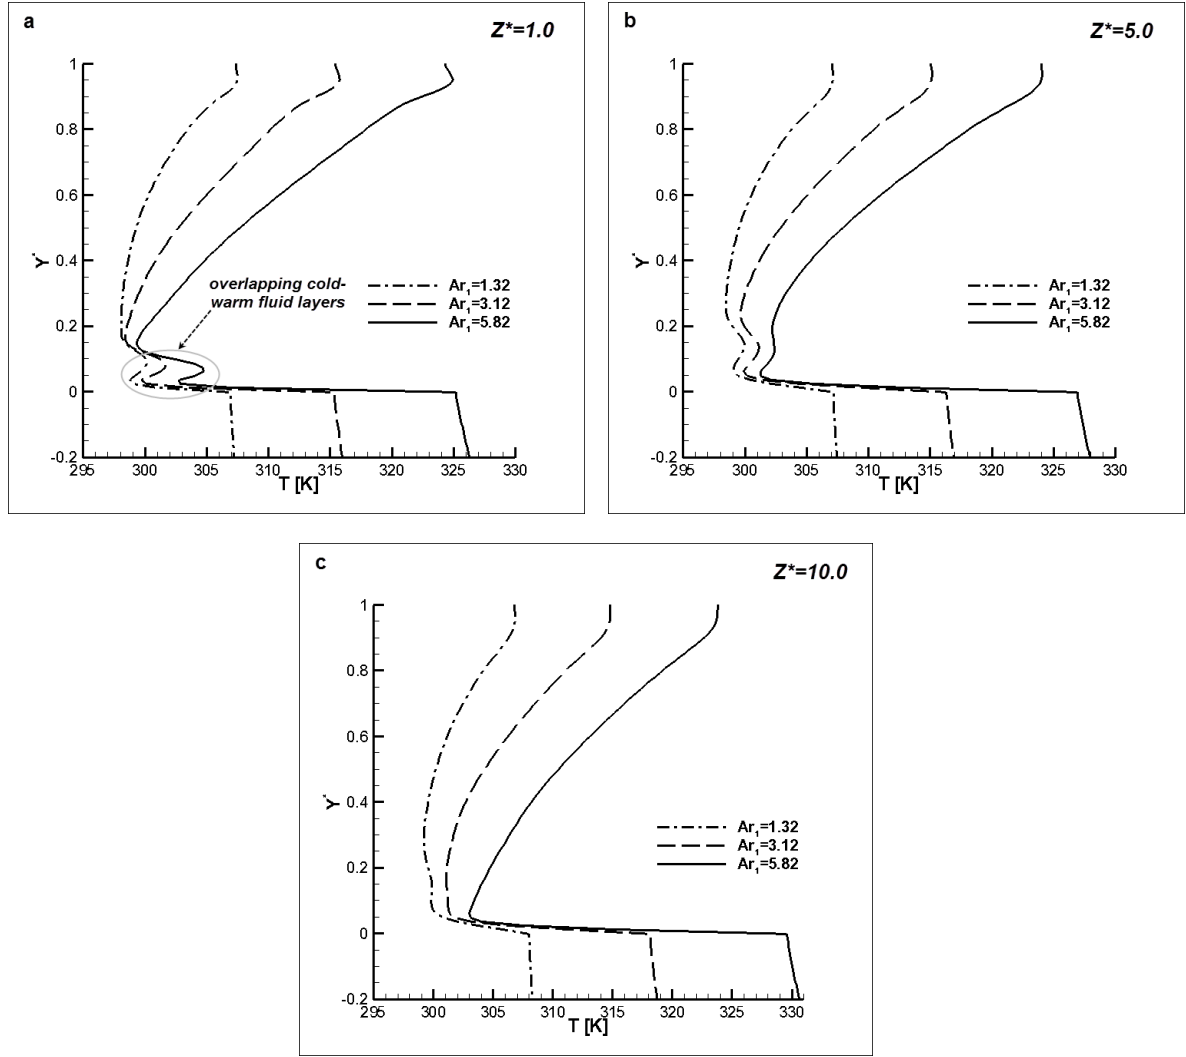 a
Z*=1.0
1
0.8
0.6
0.4
0.2
0
-0.2
Y*
overlapping cold-
warm fluid layers
Ar1=1.32
Ar1=3.12
Ar1=5.82
295 300 305 310 315 320 325 330
T [K]
b
Z*=5.0
1
0.8
0.6
0.4
0.2
0
-0.2
Y*
Ar1=1.32
Ar1=3.12
Ar1=5.82
295 300 305 310 315 320 325 330
T [K]
c
Z*=10.0
1
0.8
0.6
0.4
0.2
0
-0.2
Y*
Ar1=1.32
Ar1=3.12
Ar1=5.82
295 300 305 310 315 320 325 330
T [K]